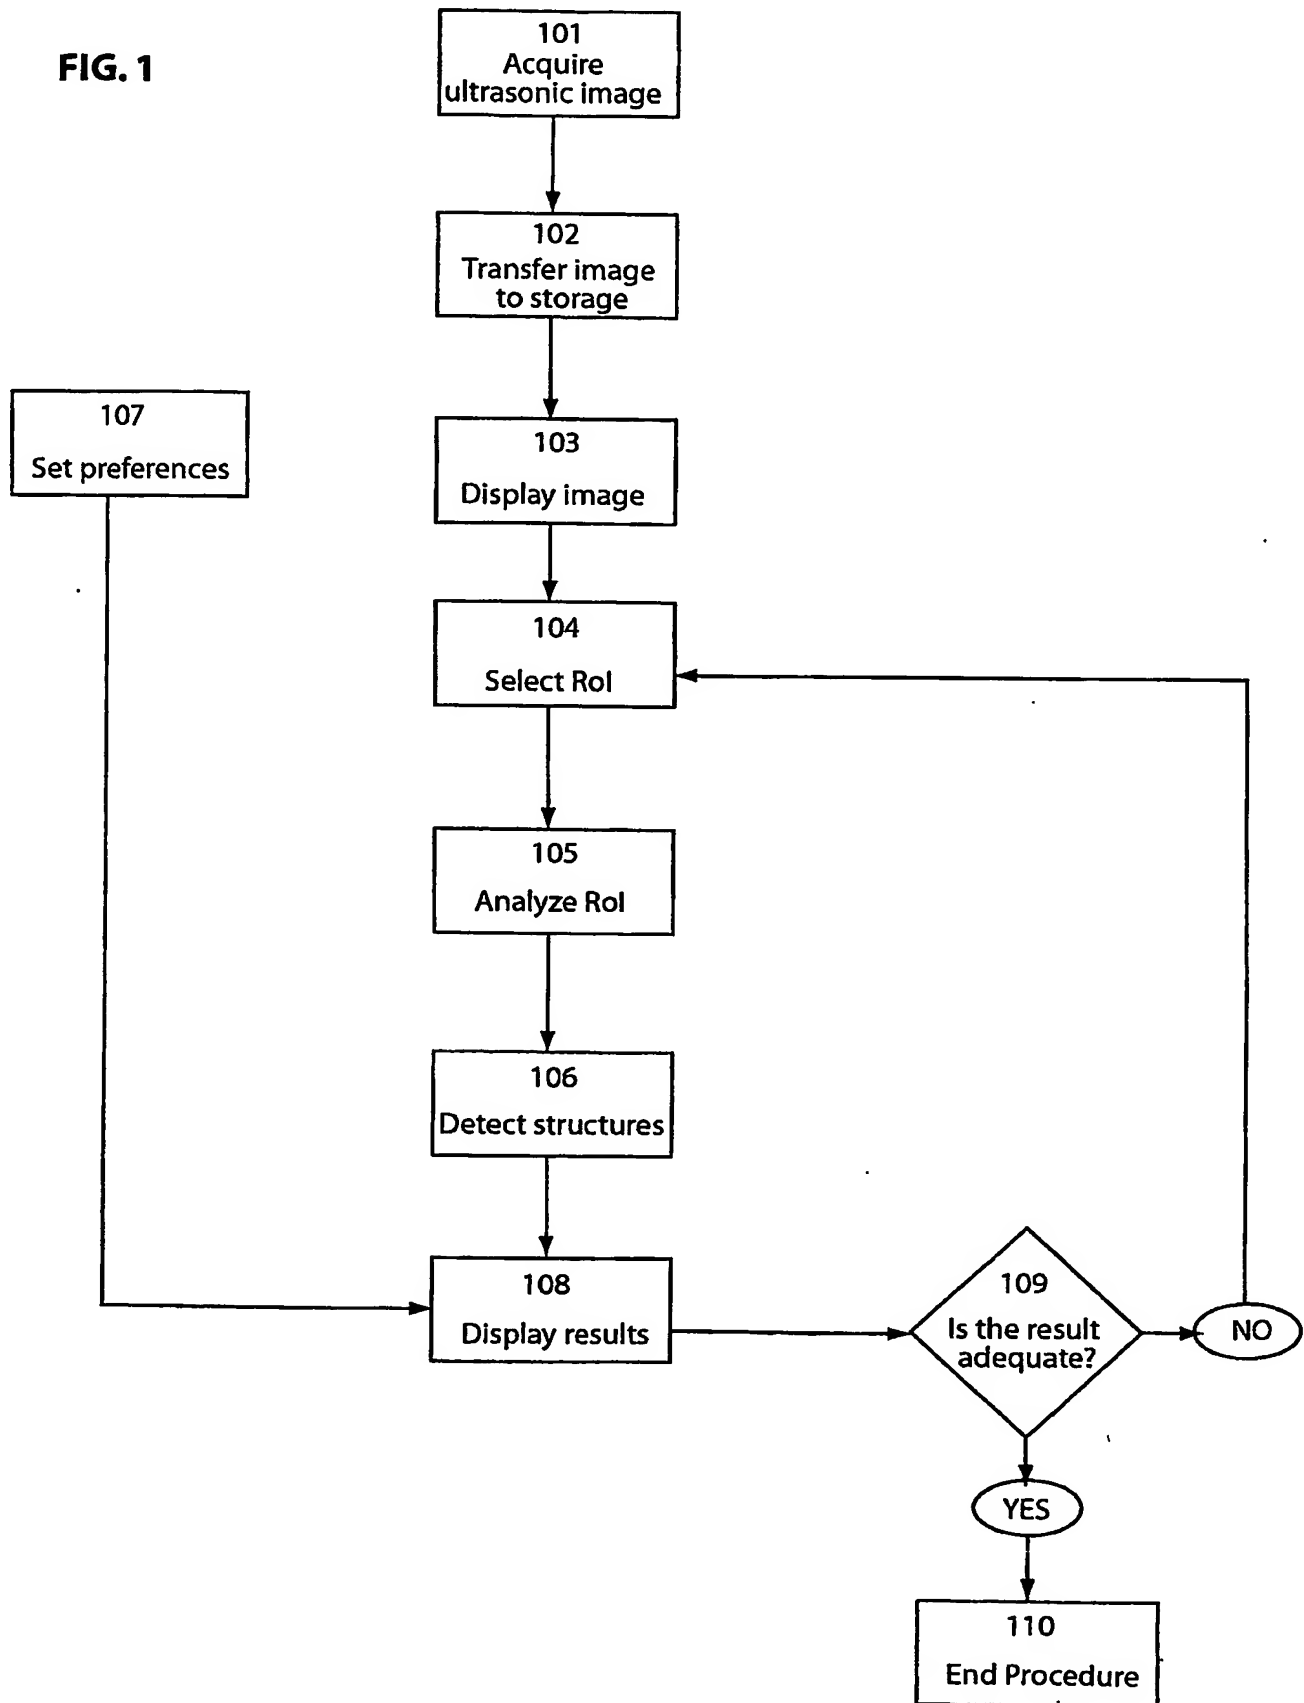 FIG. 1
101
Acquire
ultrasonic image
102
Transfer image
to storage
107
Set preferences
103
Display image
104
Select RoI
105
Analyze RoI
106
Detect structures
108
Display results
109
Is the result
adequate?
NO
YES
110
End Procedure